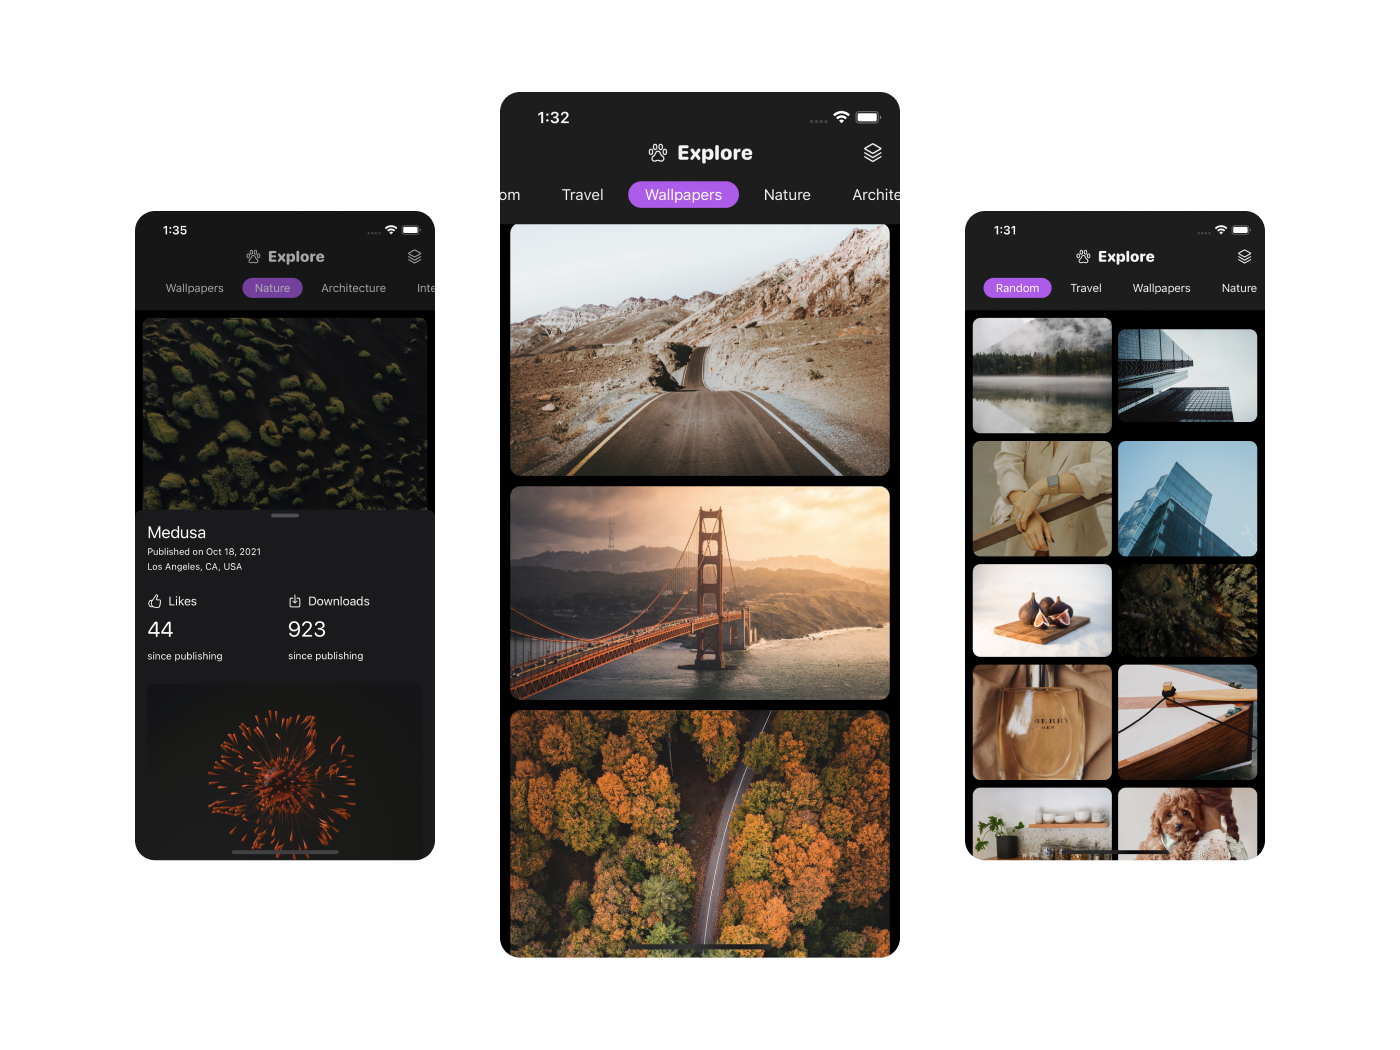 1:35
Explore
Wallpapers Nature Architecture Inte
Medusa
Published on Oct 18, 2021
Los Angeles, CA, USA
Likes Downloads
44 923
since publishing since publishing
1:32
Explore
om Travel Wallpapers Nature Archite
1:31
Explore
Random Travel Wallpapers Nature